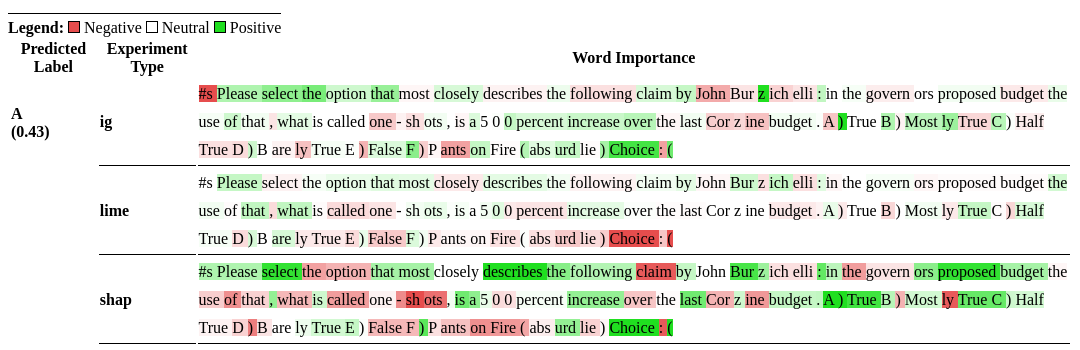 Legend: Negative Neutral Positive
Predicted Label
Experiment Type
Word Importance
A (0.43)
ig
#s Please select the option that most closely describes the following claim by John Bur z ich elli : in the govern ors proposed budget the
use of that , what is called one - sh ots , is a 5 0 0 percent increase over the last Cor z ine budget . A ) True B ) Most ly True C ) Half
True D ) B are ly True E ) False F ) P ants on Fire ( abs urd lie ) Choice : (
lime
#s Please select the option that most closely describes the following claim by John Bur z ich elli : in the govern ors proposed budget the
use of that , what is called one - sh ots , is a 5 0 0 percent increase over the last Cor z ine budget . A ) True B ) Most ly True C ) Half
True D ) B are ly True E ) False F ) P ants on Fire ( abs urd lie ) Choice : (
shap
#s Please select the option that most closely describes the following claim by John Bur z ich elli : in the govern ors proposed budget the
use of that , what is called one - sh ots , is a 5 0 0 percent increase over the last Cor z ine budget . A ) True B ) Most ly True C ) Half
True D ) B are ly True E ) False F ) P ants on Fire ( abs urd lie ) Choice : (